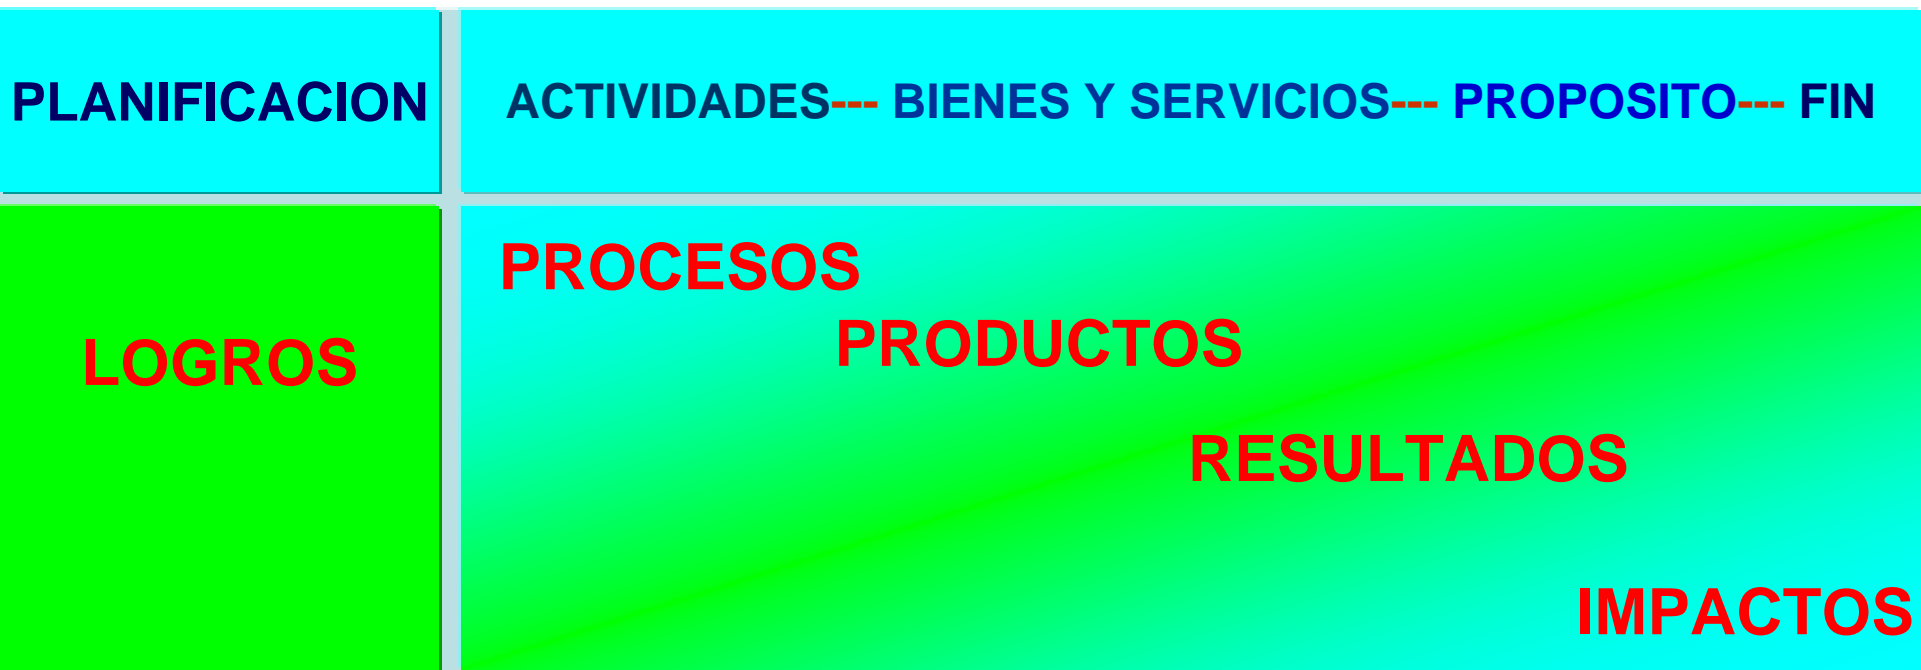 PLANIFICACION
ACTIVIDADES--- BIENES Y SERVICIOS--- PROPOSITO--- FIN
LOGROS
PROCESOS
PRODUCTOS
RESULTADOS
IMPACTOS